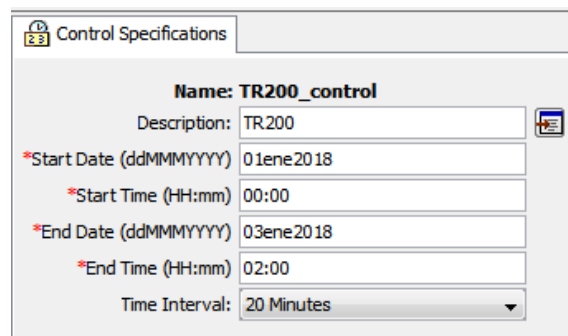 Control Specifications
Name: TR200_control
Description: TR200
*Start Date (ddMMMYYYY) 01ene2018
*Start Time (HH:mm) 00:00
*End Date (ddMMMYYYY) 03ene2018
*End Time (HH:mm) 02:00
Time Interval: 20 Minutes